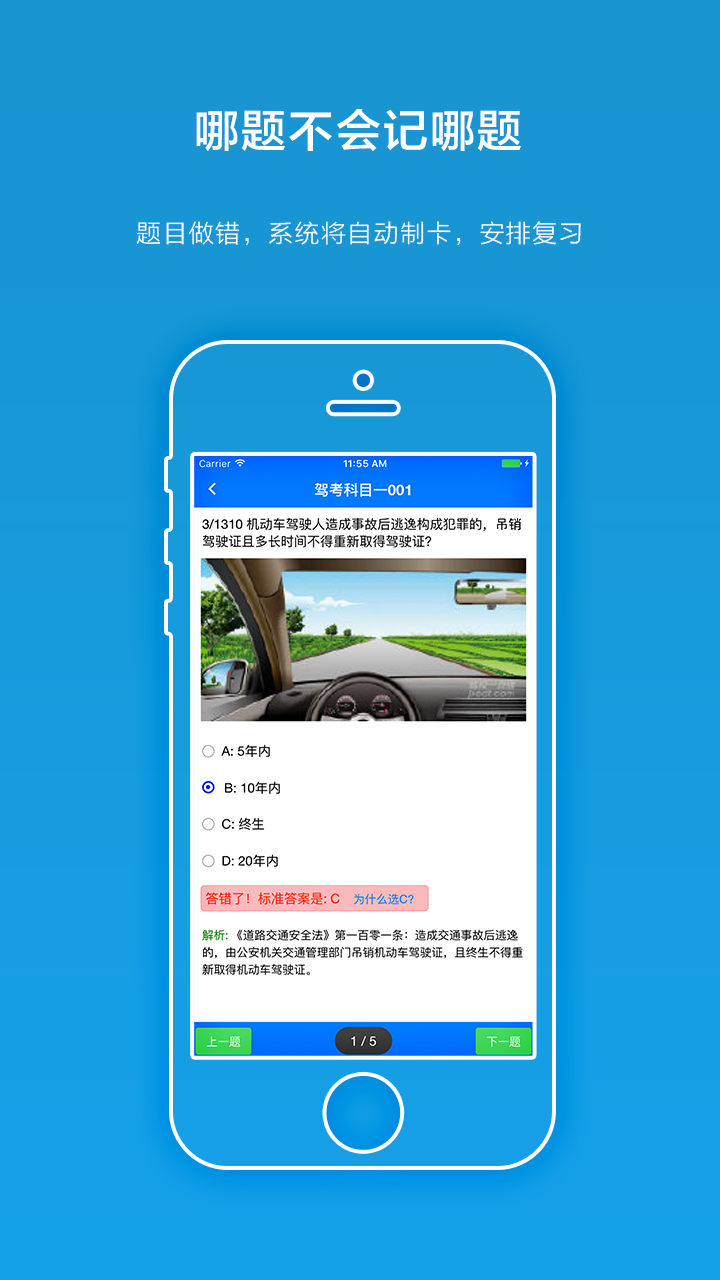 哪题不会记哪题
题目做错，系统将自动制卡，安排复习
Carrier
11:55 AM
驾考科目一001
3/1310 机动车驾驶人造成事故后逃逸构成犯罪的，吊销
驾驶证且多长时间不得重新取得驾驶证?
A: 5年内
B: 10年内
C: 终生
D: 20年内
答错了！标准答案是: C 为什么选C?
解析:《道路交通安全法》第一百零一条：造成交通事故后逃逸
的，由公安机关交通管理部门吊销机动车驾驶证，且终生不得重
新取得机动车驾驶证。
上一题
1 / 5
下一题